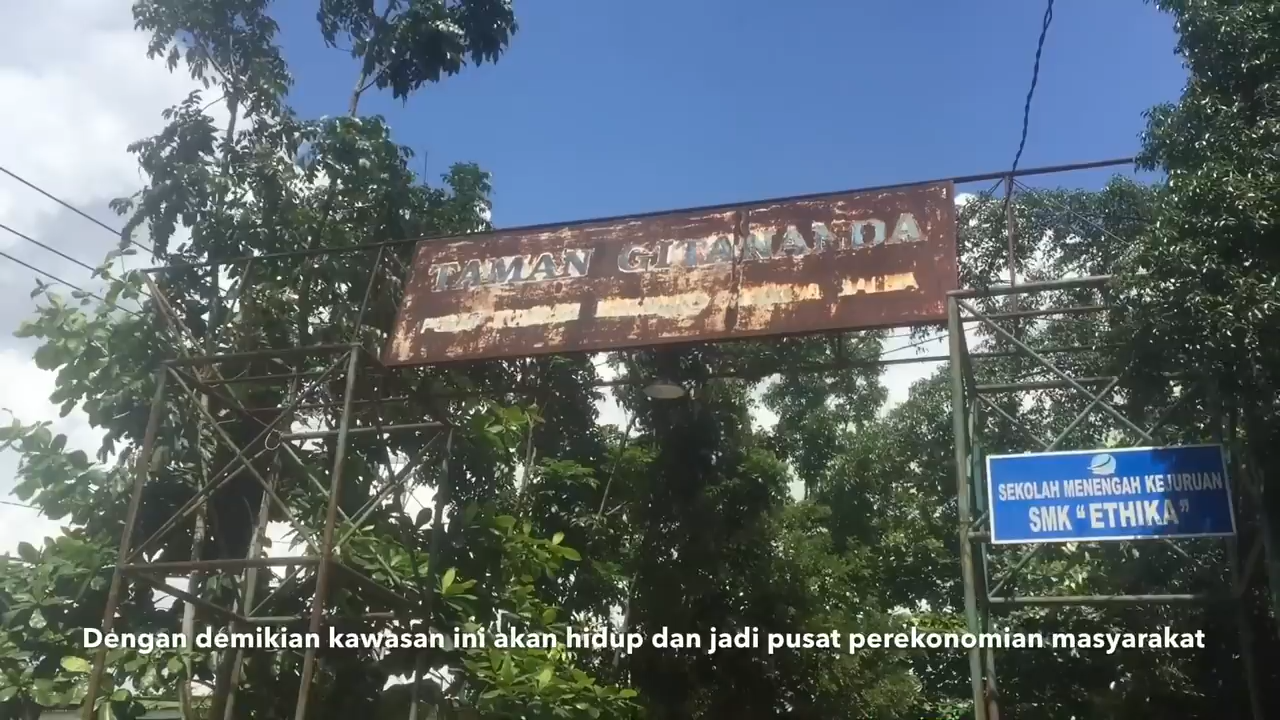 TAMAN GITANANDA
SEKOLAH MENENGAH KEJURUAN
SMK "ETHIKA"
Dengan demikian kawasan ini akan hidup dan jadi pusat perekonomian masyarakat